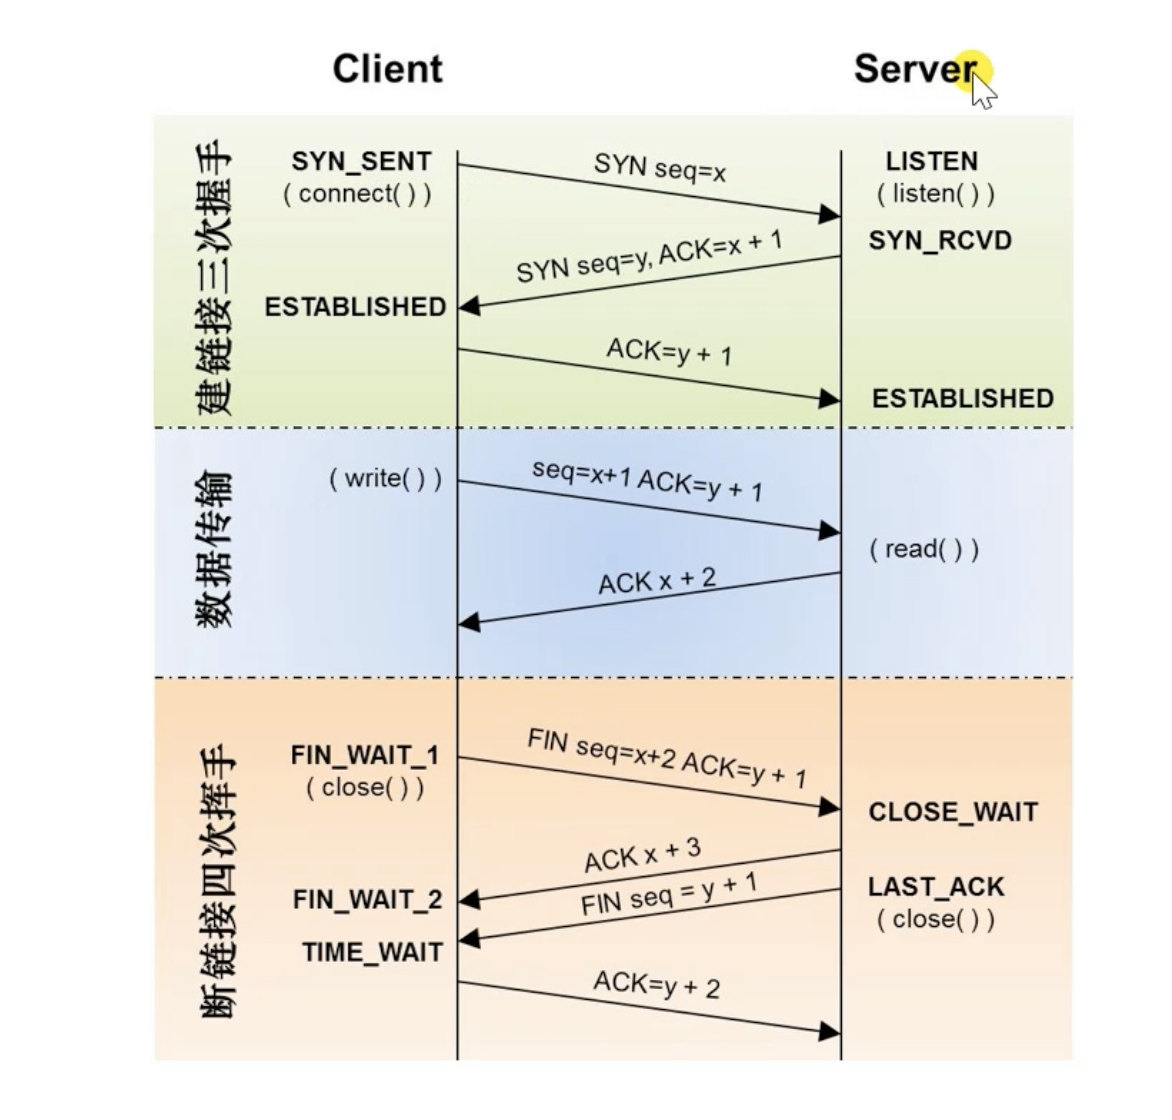 Client
Server
建链接三次握手
SYN_SENT
( connect( ) )
SYN seq=x
LISTEN
( listen( ) )
SYN_RCVD
SYN seq=y, ACK=x + 1
ESTABLISHED
ACK=y + 1
ESTABLISHED
数据传输
( write( ) )
seq=x+1 ACK=y + 1
( read( ) )
ACK x + 2
断链接四次挥手
FIN_WAIT_1
( close( ) )
FIN seq=x+2 ACK=y + 1
CLOSE_WAIT
ACK x + 3
FIN_WAIT_2
FIN seq = y + 1
LAST_ACK
( close( ) )
TIME_WAIT
ACK=y + 2